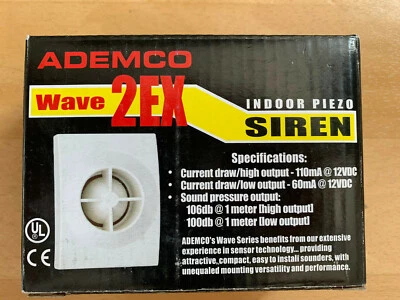 ADEMCO
Wave 2EX
INDOOR PIEZO
SIREN
Specifications:
• Current draw/high output - 110mA @ 12VDC
• Current draw/low output - 60mA @ 12VDC
• Sound pressure output:
106db @ 1 meter [high output]
100db @ 1 meter [low output]
UL
CE
ADEMCO's Wave Series benefits from our extensive
experience in sensor technology... providing
attractive,compact, easy to install sounders, with
unequaled mounting versatility and performance.